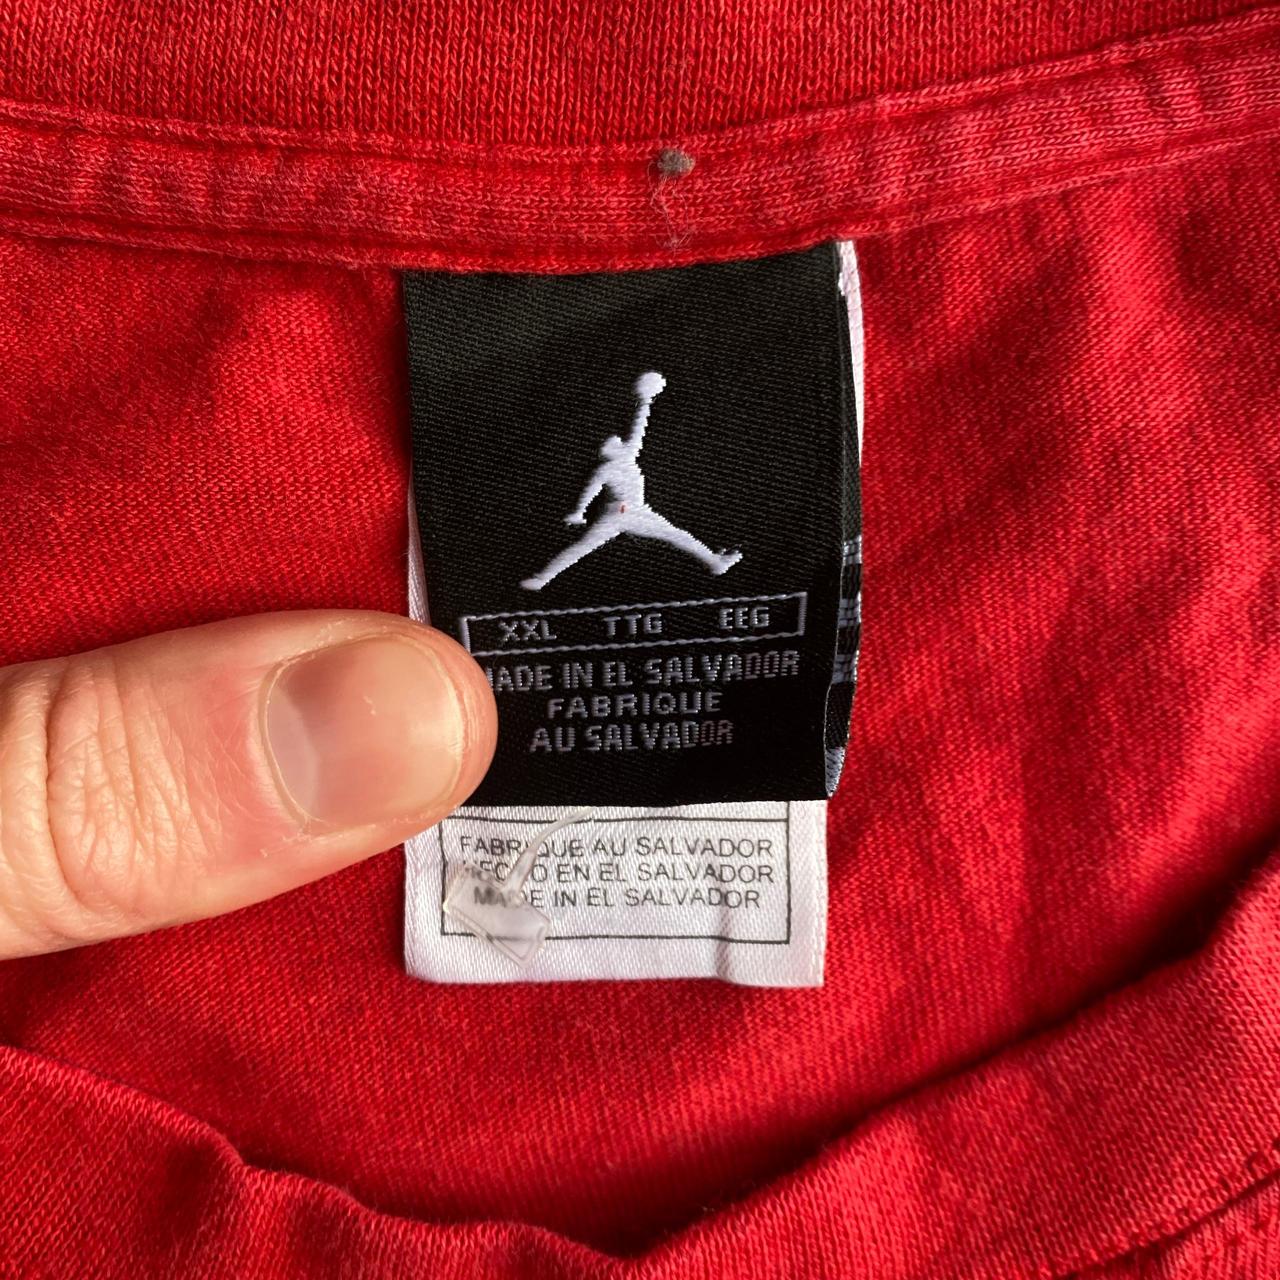 XXL TTG EEG
MADE IN EL SALVADOR
FABRIQUE
AU SALVADOR
FABRIQUE AU SALVADOR
HECHO EN EL SALVADOR
MADE IN EL SALVADOR